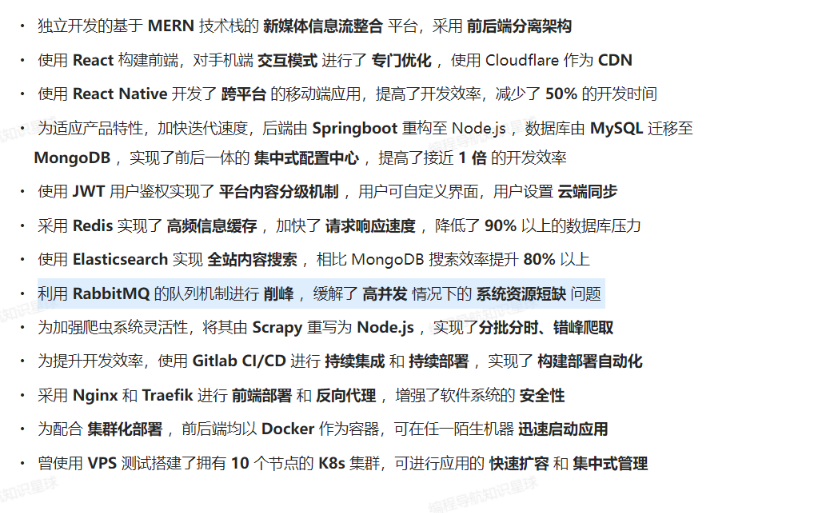 • 独立开发的基于 MERN 技术栈的 新媒体信息流整合 平台，采用 前后端分离架构
• 使用 React 构建前端，对手机端 交互模式 进行了 专门优化 ，使用 Cloudflare 作为 CDN
• 使用 React Native 开发了 跨平台 的移动端应用，提高了开发效率，减少了 50% 的开发时间
• 为适应产品特性，加快迭代速度，后端由 Springboot 重构至 Node.js ，数据库由 MySQL 迁移至
MongoDB ，实现了前后一体的 集中式配置中心 ，提高了接近 1 倍 的开发效率
• 使用 JWT 用户鉴权实现了 平台内容分级机制 ，用户可自定义界面，用户设置 云端同步
• 采用 Redis 实现了 高频信息缓存 ，加快了 请求响应速度 ，降低了 90% 以上的数据库压力
• 使用 Elasticsearch 实现 全站内容搜索 ，相比 MongoDB 搜索效率提升 80% 以上
• 利用 RabbitMQ 的队列机制进行 削峰 ，缓解了 高并发 情况下的 系统资源短缺 问题
• 为加强爬虫系统灵活性，将其由 Scrapy 重写为 Node.js ，实现了分批分时、错峰爬取
• 为提升开发效率，使用 Gitlab CI/CD 进行 持续集成 和 持续部署 ，实现了 构建部署自动化
• 采用 Nginx 和 Traefik 进行 前端部署 和 反向代理 ，增强了软件系统的 安全性
• 为配合 集群化部署 ，前后端均以 Docker 作为容器，可在任一陌生机器 迅速启动应用
• 曾使用 VPS 测试搭建了拥有 10 个节点的 K8s 集群，可进行应用的 快速扩容 和 集中式管理
编程导航知识星球